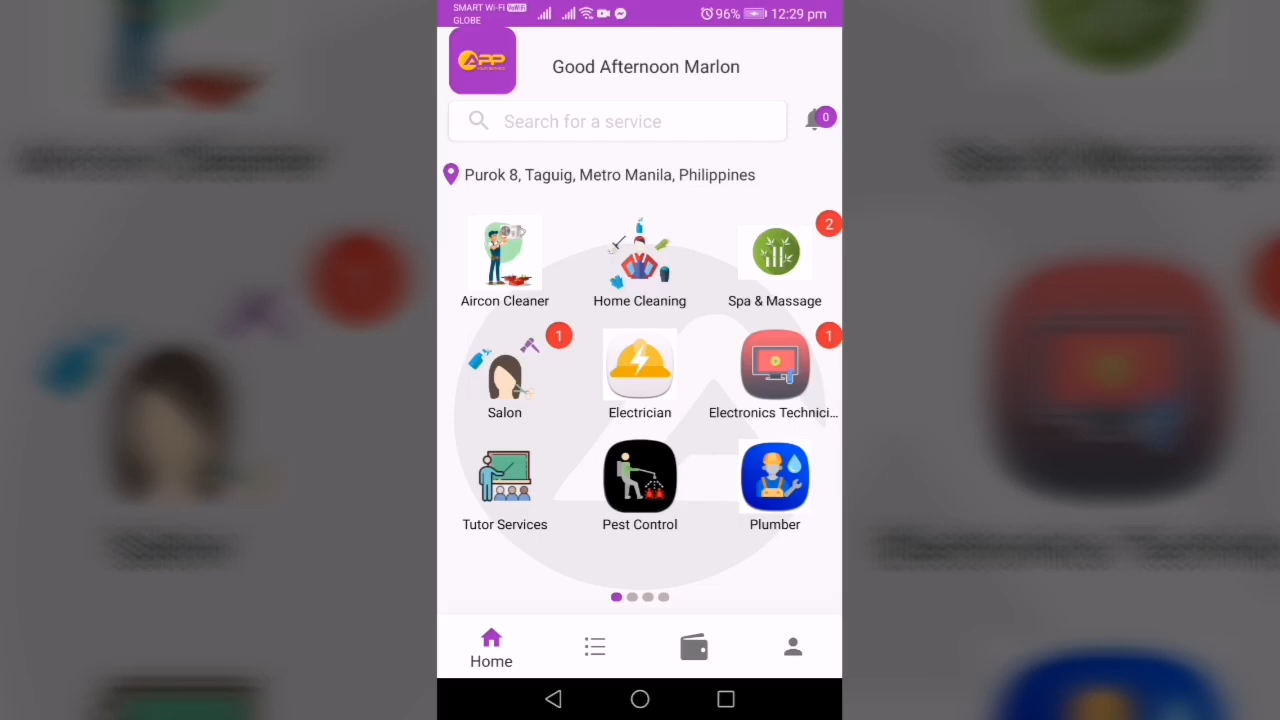 SMART Wi-Fi VoWiFi
GLOBE
96%
12:29 pm
APP
Good Afternoon Marlon
Search for a service
0
Purok 8, Taguig, Metro Manila, Philippines
2
Aircon Cleaner
Home Cleaning
Spa & Massage
1
1
Salon
Electrician
Electronics Technici...
Tutor Services
Pest Control
Plumber
Home